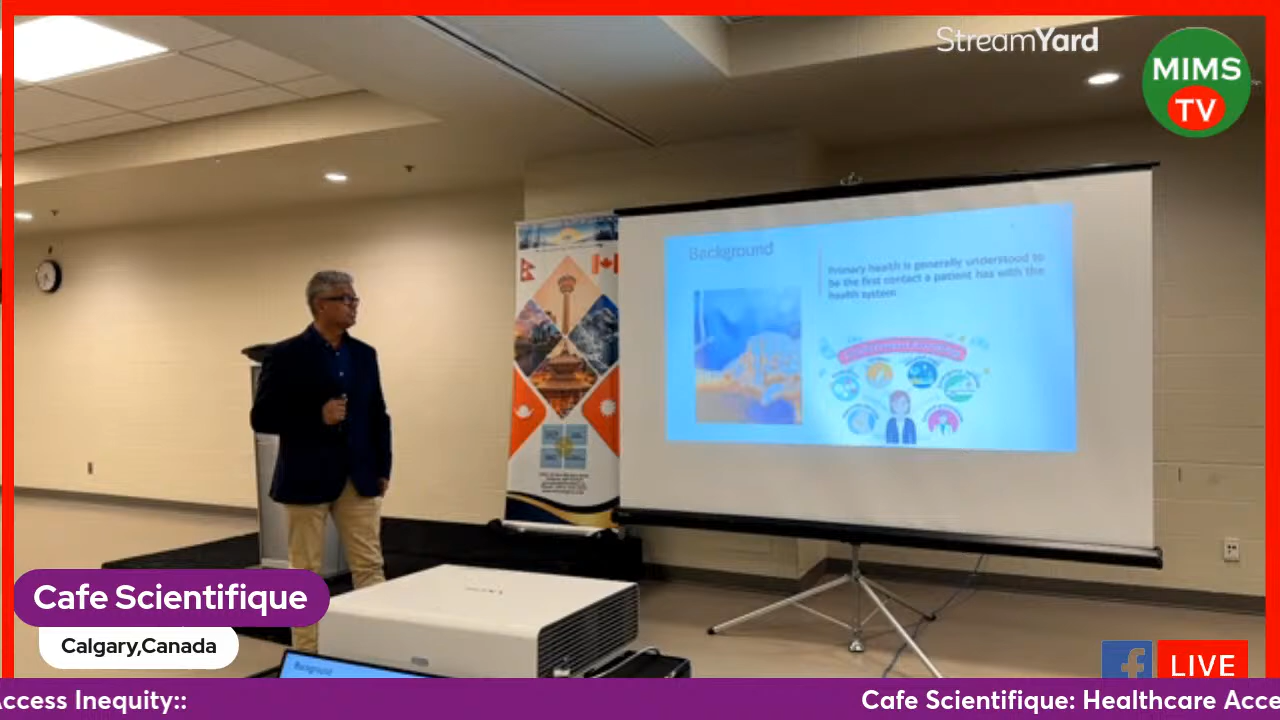 StreamYard
MIMS
TV
Background
Primary health is generally understood to
be the first contact a patient has with the
health system
Cafe Scientifique
Calgary,Canada
Background
LIVE
Access Inequity::
Cafe Scientifique: Healthcare Acce